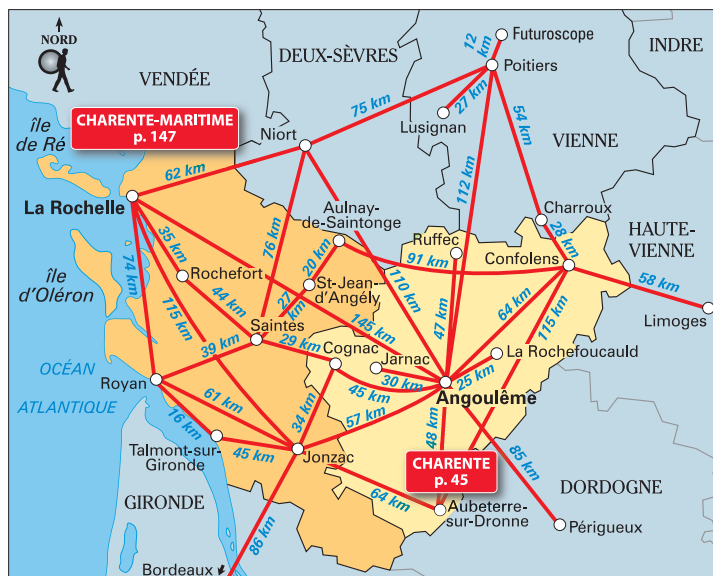 NORD
VENDÉE
DEUX-SÈVRES
12
km
Futuroscope
INDRE
Poitiers
75 km
27 km
Lusignan
54 km
CHARENTE-MARITIME
p. 147
île
de Ré
Niort
VIENNE
62 km
112 km
La Rochelle
Aulnay-
de-Saintonge
Charroux
HAUTE-
VIENNE
76 km
Ruffec
28 km
35 km
20 km
91 km
Confolens
74 km
île
d'Oléron
Rochefort
St-Jean-
d'Angély
110 km
58 km
115 km
44 km
27
km
47 km
64 km
115 km
Limoges
145 km
Saintes
29 km
39 km
Cognac
Jarnac
La Rochefoucauld
OCÉAN
ATLANTIQUE
Royan
30 km
25 km
45 km
Angoulême
61 km
34 km
57 km
16 km
48 km
Talmont-sur-
Gironde
45 km
Jonzac
CHARENTE
p. 45
85 km
64 km
DORDOGNE
GIRONDE
Aubeterre-
sur-Dronne
Périgueux
86 km
Bordeaux